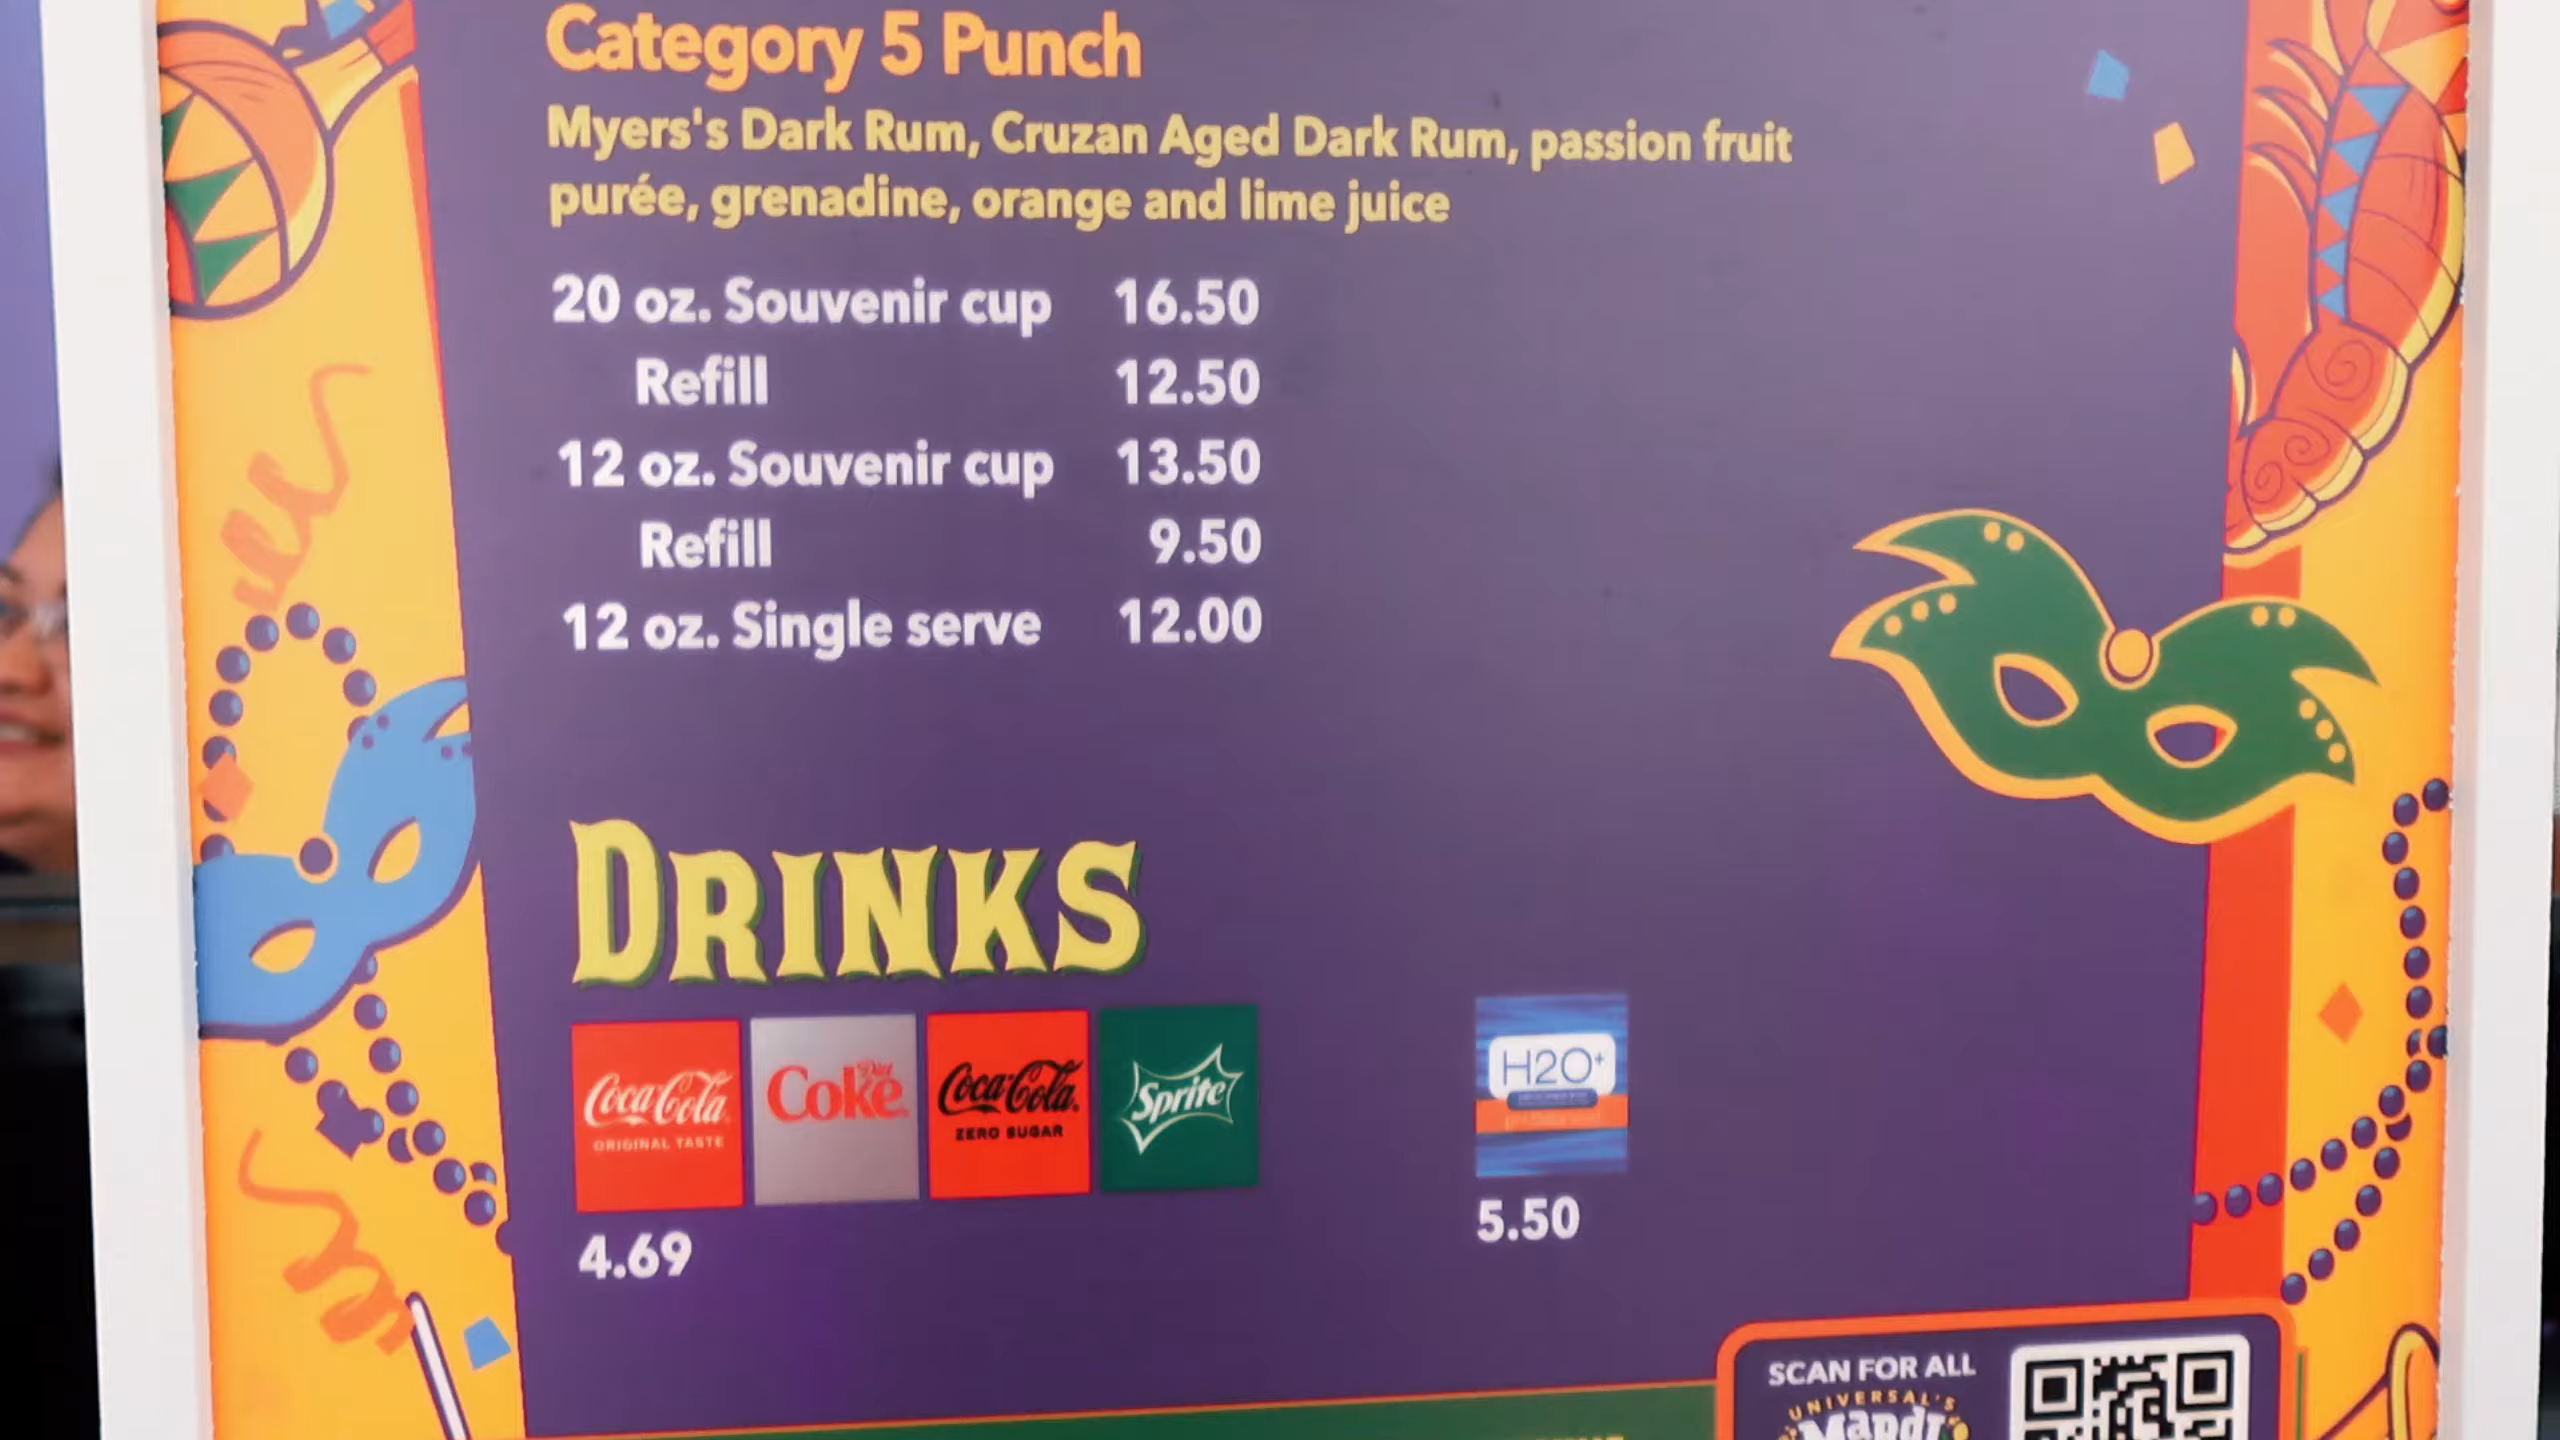 Category 5 Punch
Myers's Dark Rum, Cruzan Aged Dark Rum, passion fruit
purée, grenadine, orange and lime juice
20 oz. Souvenir cup 16.50
Refill 12.50
12 oz. Souvenir cup 13.50
Refill 9.50
12 oz. Single serve 12.00
DRINKS
Coca-Cola
ORIGINAL TASTE
Diet
Coke
Coca-Cola
ZERO SUGAR
Sprite
H2O+
4.69
5.50
SCAN FOR ALL
UNIVERSAL'S
Mardi